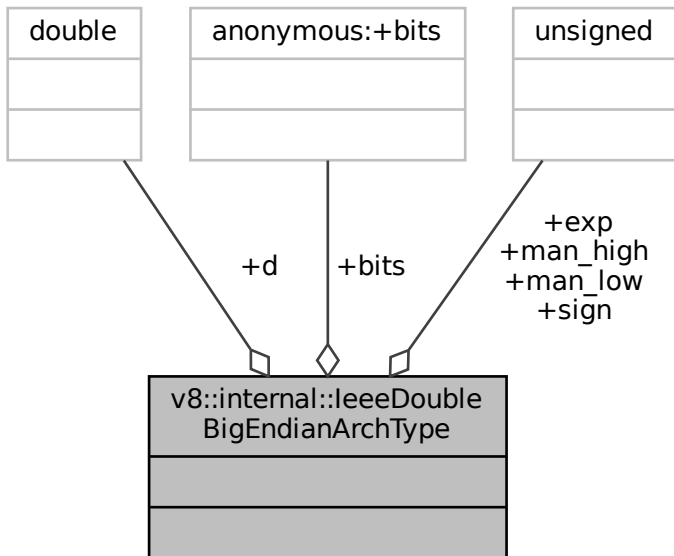 double
anonymous:+bits
unsigned
+d
+bits
+exp
+man_high
+man_low
+sign
v8::internal::IeeeDouble
BigEndianArchType